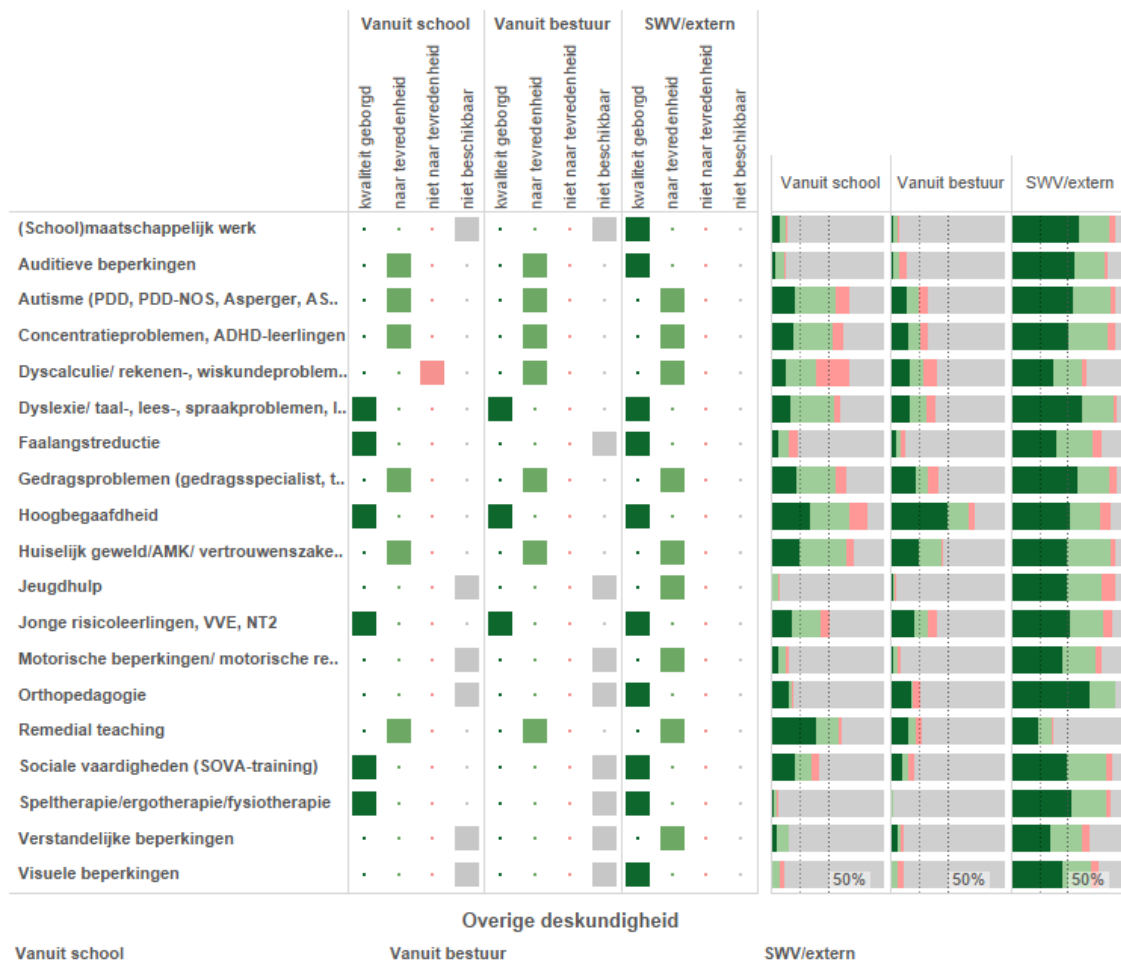 Vanuit school Vanuit bestuur SWV/extern
kwaliteit geborgd naar tevredenheid niet naar tevredenheid niet beschikbaar kwaliteit geborgd naar tevredenheid niet naar tevredenheid niet beschikbaar kwaliteit geborgd naar tevredenheid niet naar tevredenheid niet beschikbaar
Vanuit school Vanuit bestuur SWV/extern
(School)maatschappelijk werk
Auditieve beperkingen
Autisme (PDD, PDD-NOS, Asperger, AS..
Concentratieproblemen, ADHD-leerlingen
Dyscalculie/ rekenen-, wiskundeproblem..
Dyslexie/ taal-, lees-, spraakproblemen, l..
Faalangstreductie
Gedragsproblemen (gedragsspecialist, t..
Hoogbegaafdheid
Huiselijk geweld/AMK/ vertrouwenszake..
Jeugdhulp
Jonge risicoleerlingen, VVE, NT2
Motorische beperkingen/ motorische re..
Orthopedagogie
Remedial teaching
Sociale vaardigheden (SOVA-training)
Speltherapie/ergotherapie/fysiotherapie
Verstandelijke beperkingen
Visuele beperkingen
50% 50% 50%
Overige deskundigheid
Vanuit school Vanuit bestuur SWV/extern